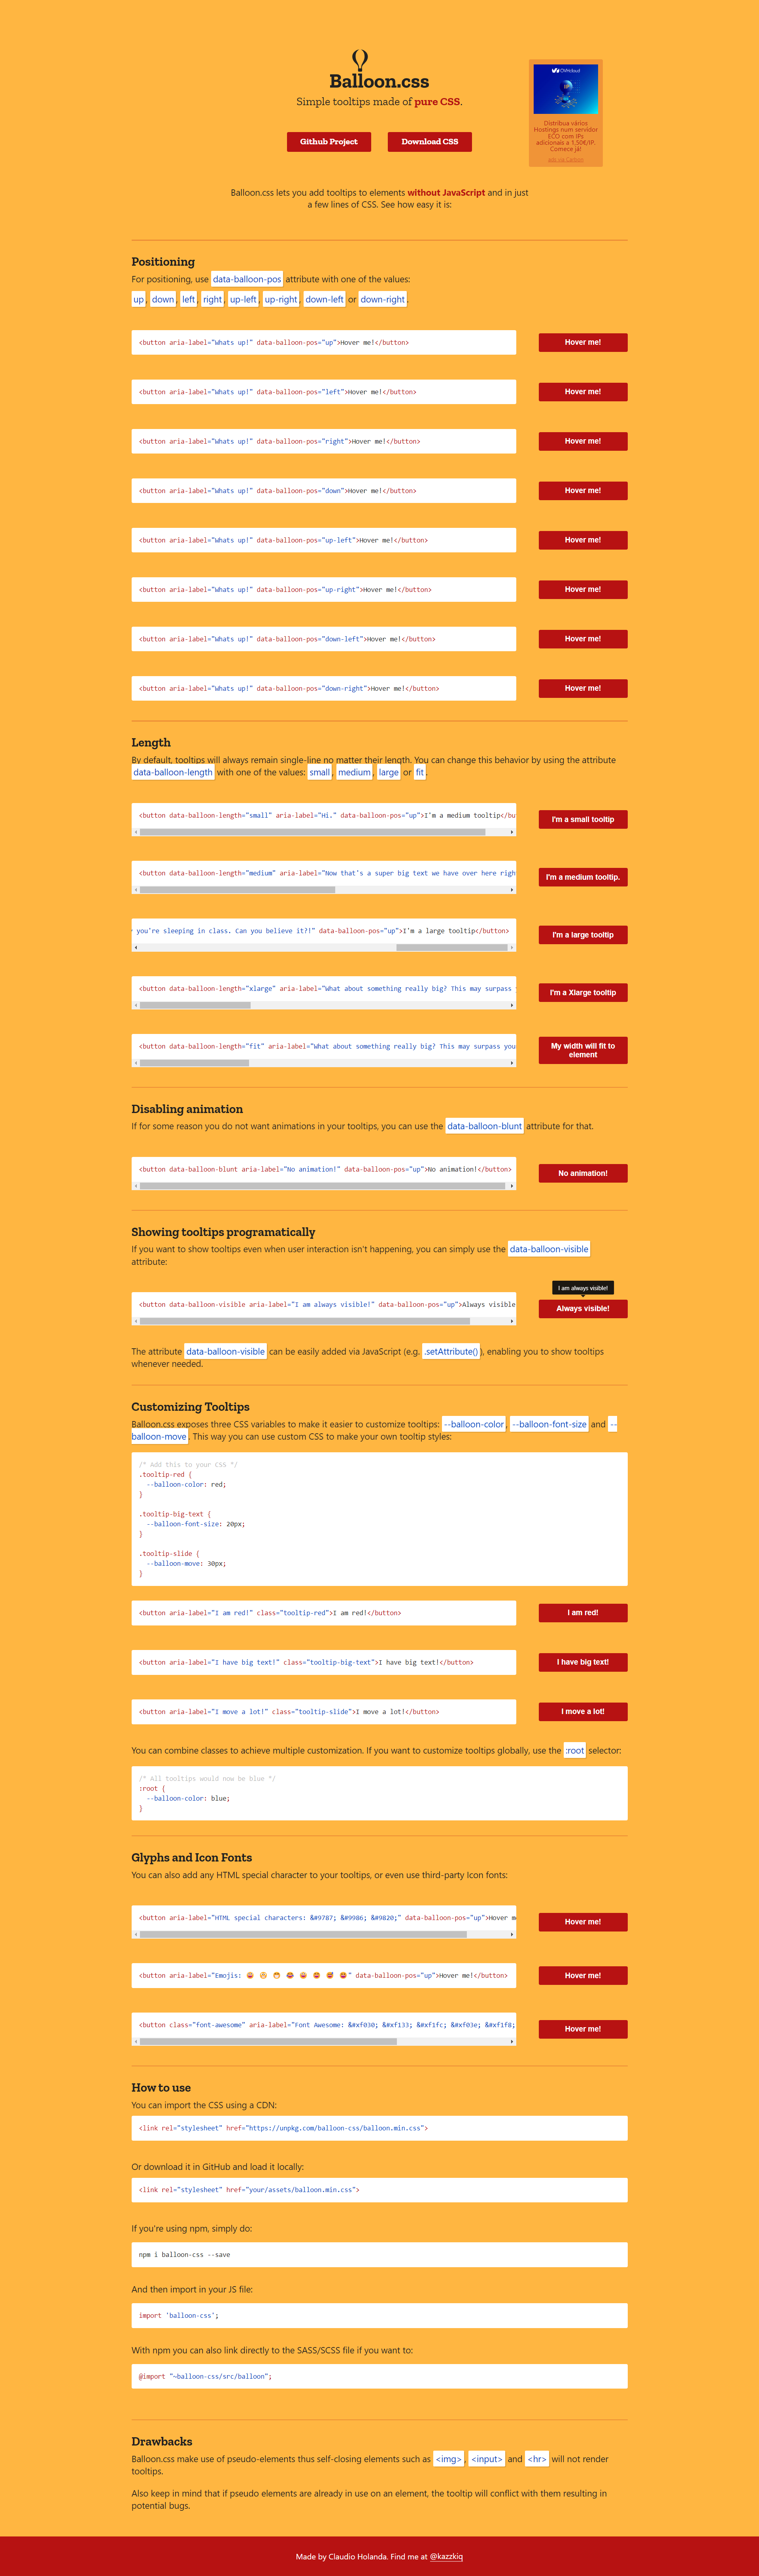 Balloon.css
Simple tooltips made of pure CSS.
Github Project
Download CSS
OVHcloud
Distribua vários
Hostings num servidor
ECO com IPs
adicionais a 1,50€/IP.
Comece já!
ads via Carbon
Balloon.css lets you add tooltips to elements without JavaScript and in just
a few lines of CSS. See how easy it is:
Positioning
For positioning, use data-balloon-pos attribute with one of the values:
up, down, left, right, up-left, up-right, down-left or down-right.
<button aria-label="Whats up!" data-balloon-pos="up">Hover me!</button>
Hover me!
<button aria-label="Whats up!" data-balloon-pos="left">Hover me!</button>
Hover me!
<button aria-label="Whats up!" data-balloon-pos="right">Hover me!</button>
Hover me!
<button aria-label="Whats up!" data-balloon-pos="down">Hover me!</button>
Hover me!
<button aria-label="Whats up!" data-balloon-pos="up-left">Hover me!</button>
Hover me!
<button aria-label="Whats up!" data-balloon-pos="up-right">Hover me!</button>
Hover me!
<button aria-label="Whats up!" data-balloon-pos="down-left">Hover me!</button>
Hover me!
<button aria-label="Whats up!" data-balloon-pos="down-right">Hover me!</button>
Hover me!
Length
By default, tooltips will always remain single-line no matter their length. You can change this behavior by using the attribute
data-balloon-length with one of the values: small, medium, large or fit.
<button data-balloon-length="small" aria-label="Hi." data-balloon-pos="up">I'm a medium tooltip</bu
I'm a small tooltip
<button data-balloon-length="medium" aria-label="Now that's a super big text we have over here righ
I'm a medium tooltip.
you're sleeping in class. Can you believe it?!" data-balloon-pos="up">I'm a large tooltip</button>
I'm a large tooltip
<button data-balloon-length="xlarge" aria-label="What about something really big? This may surpass
I'm a Xlarge tooltip
<button data-balloon-length="fit" aria-label="What about something really big? This may surpass you
My width will fit to
element
Disabling animation
If for some reason you do not want animations in your tooltips, you can use the data-balloon-blunt attribute for that.
<button data-balloon-blunt aria-label="No animation!" data-balloon-pos="up">No animation!</button>
No animation!
Showing tooltips programatically
If you want to show tooltips even when user interaction isn't happening, you can simply use the data-balloon-visible
attribute:
I am always visible!
<button data-balloon-visible aria-label="I am always visible!" data-balloon-pos="up">Always visible
Always visible!
The attribute data-balloon-visible can be easily added via JavaScript (e.g. .setAttribute()), enabling you to show tooltips
whenever needed.
Customizing Tooltips
Balloon.css exposes three CSS variables to make it easier to customize tooltips: --balloon-color, --balloon-font-size and --
balloon-move. This way you can use custom CSS to make your own tooltip styles:
/* Add this to your CSS */
.tooltip-red {
--balloon-color: red;
}
.tooltip-big-text {
--balloon-font-size: 20px;
}
.tooltip-slide {
--balloon-move: 30px;
}
<button aria-label="I am red!" class="tooltip-red">I am red!</button>
I am red!
<button aria-label="I have big text!" class="tooltip-big-text">I have big text!</button>
I have big text!
<button aria-label="I move a lot!" class="tooltip-slide">I move a lot!</button>
I move a lot!
You can combine classes to achieve multiple customization. If you want to customize tooltips globally, use the :root selector:
/* All tooltips would now be blue */
:root {
--balloon-color: blue;
}
Glyphs and Icon Fonts
You can also add any HTML special character to your tooltips, or even use third-party Icon fonts:
<button aria-label="HTML special characters: &#9787; &#9986; &#9820;" data-balloon-pos="up">Hover m
Hover me!
<button aria-label="Emojis: " data-balloon-pos="up">Hover me!</button>
Hover me!
<button class="font-awesome" aria-label="Font Awesome: &#xf030; &#xf133; &#xf1fc; &#xf03e; &#xf1f8;
Hover me!
How to use
You can import the CSS using a CDN:
<link rel="stylesheet" href="https://unpkg.com/balloon-css/balloon.min.css">
Or download it in GitHub and load it locally:
<link rel="stylesheet" href="your/assets/balloon.min.css">
If you're using npm, simply do:
npm i balloon-css --save
And then import in your JS file:
import 'balloon-css';
With npm you can also link directly to the SASS/SCSS file if you want to:
@import "~balloon-css/src/balloon";
Drawbacks
Balloon.css make use of pseudo-elements thus self-closing elements such as <img>, <input> and <hr> will not render
tooltips.
Also keep in mind that if pseudo elements are already in use on an element, the tooltip will conflict with them resulting in
potential bugs.
Made by Claudio Holanda. Find me at @kazzkiq